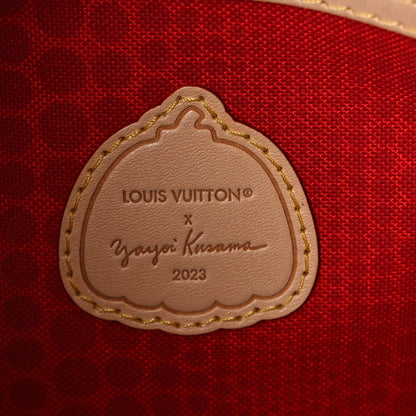 LOUIS VUITTON®
x
Yayoi Kusama
2023